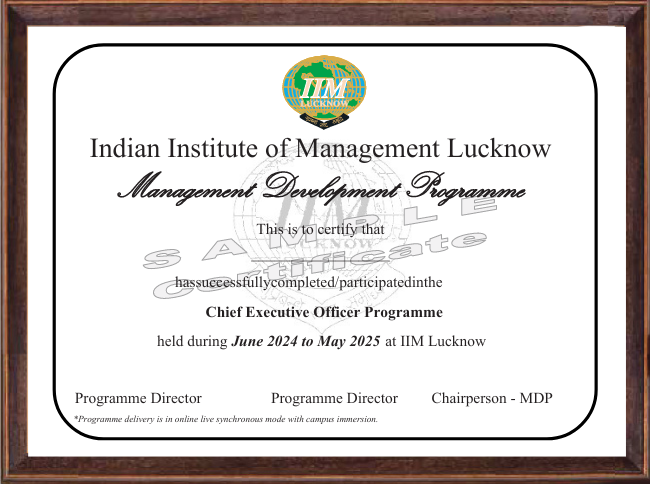 IIM
LUCKNOW
Indian Institute of Management Lucknow
Management Development Programme
This is to certify that
IIM
LUCKNOW
SAMPLE
Certificate
hassuccessfullycompleted/participatedinthe
Chief Executive Officer Programme
held during June 2024 to May 2025 at IIM Lucknow
Programme Director Programme Director Chairperson - MDP
*Programme delivery is in online live synchronous mode with campus immersion.